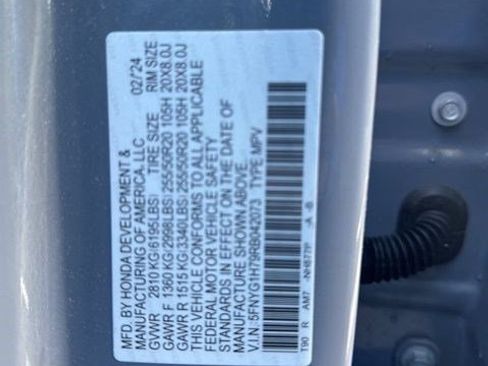 MFD. BY HONDA DEVELOPMENT &
MANUFACTURING OF AMERICA, LLC 02/24
GVWR 2810 KG(6195LBS) TIRE SIZE RIM SIZE
GAWR F 1360 KG(2998LBS) 255/50R20 105H 20X8.0J
GAWR R 1515 KG(3340LBS) 255/50R20 105H 20X8.0J
THIS VEHICLE CONFORMS TO ALL APPLICABLE
FEDERAL MOTOR VEHICLE SAFETY
STANDARDS IN EFFECT ON THE DATE OF
MANUFACTURE SHOWN ABOVE.
V.I.N. 5FNYG1H79RB042073 TYPE: MPV
T90 R AM7 -NH877P -A -B